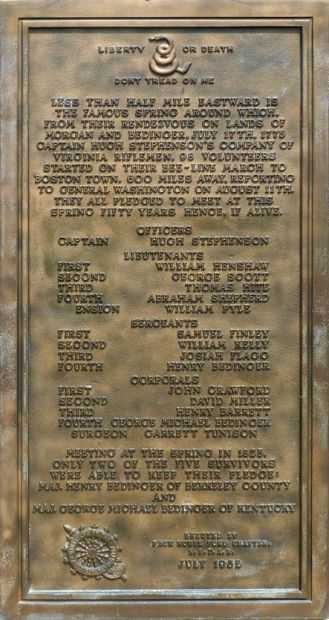 LIBERTY OR DEATH
DONT TREAD ON ME
LESS THAN HALF MILE EASTWARD IS
THE FAMOUS SPRING AROUND WHICH,
FROM THEIR RENDEZVOUS ON LANDS OF
MORGAN AND BEDINGER, JULY 17TH, 1775
CAPTAIN HUGH STEPHENSON'S COMPANY OF
VIRGINIA RIFLEMEN, 98 VOLUNTEERS
STARTED ON THEIR BEE-LINE MARCH TO
BOSTON TOWN, 600 MILES AWAY, REPORTING
TO GENERAL WASHINGTON ON AUGUST 11TH.
THEY ALL PLEDGED TO MEET AT THIS
SPRING FIFTY YEARS HENCE, IF ALIVE.
OFFICERS
CAPTAIN HUGH STEPHENSON
LIEUTENANTS
FIRST WILLIAM HENSHAW
SECOND GEORGE SCOTT
THIRD THOMAS HITE
FOURTH ABRAHAM SHEPHERD
ENSIGN WILLIAM PYLE
SERGEANTS
FIRST SAMUEL FINLEY
SECOND WILLIAM KELLY
THIRD JOSIAH FLAGG
FOURTH HENRY BEDINGER
CORPORALS
FIRST JOHN CRAWFORD
SECOND DAVID MILLER
THIRD HENRY BARRETT
FOURTH GEORGE MICHAEL BEDINGER
SURGEON GARRETT TUNISON
MEETING AT THE SPRING IN 1825,
ONLY TWO OF THE FIVE SURVIVORS
WERE ABLE TO KEEP THEIR PLEDGE:
MAJ. HENRY BEDINGER OF BERKELEY COUNTY
AND
MAJ. GEORGE MICHAEL BEDINGER OF KENTUCKY
ERECTED BY
PACK HORSE FORD CHAPTER,
JULY 1932